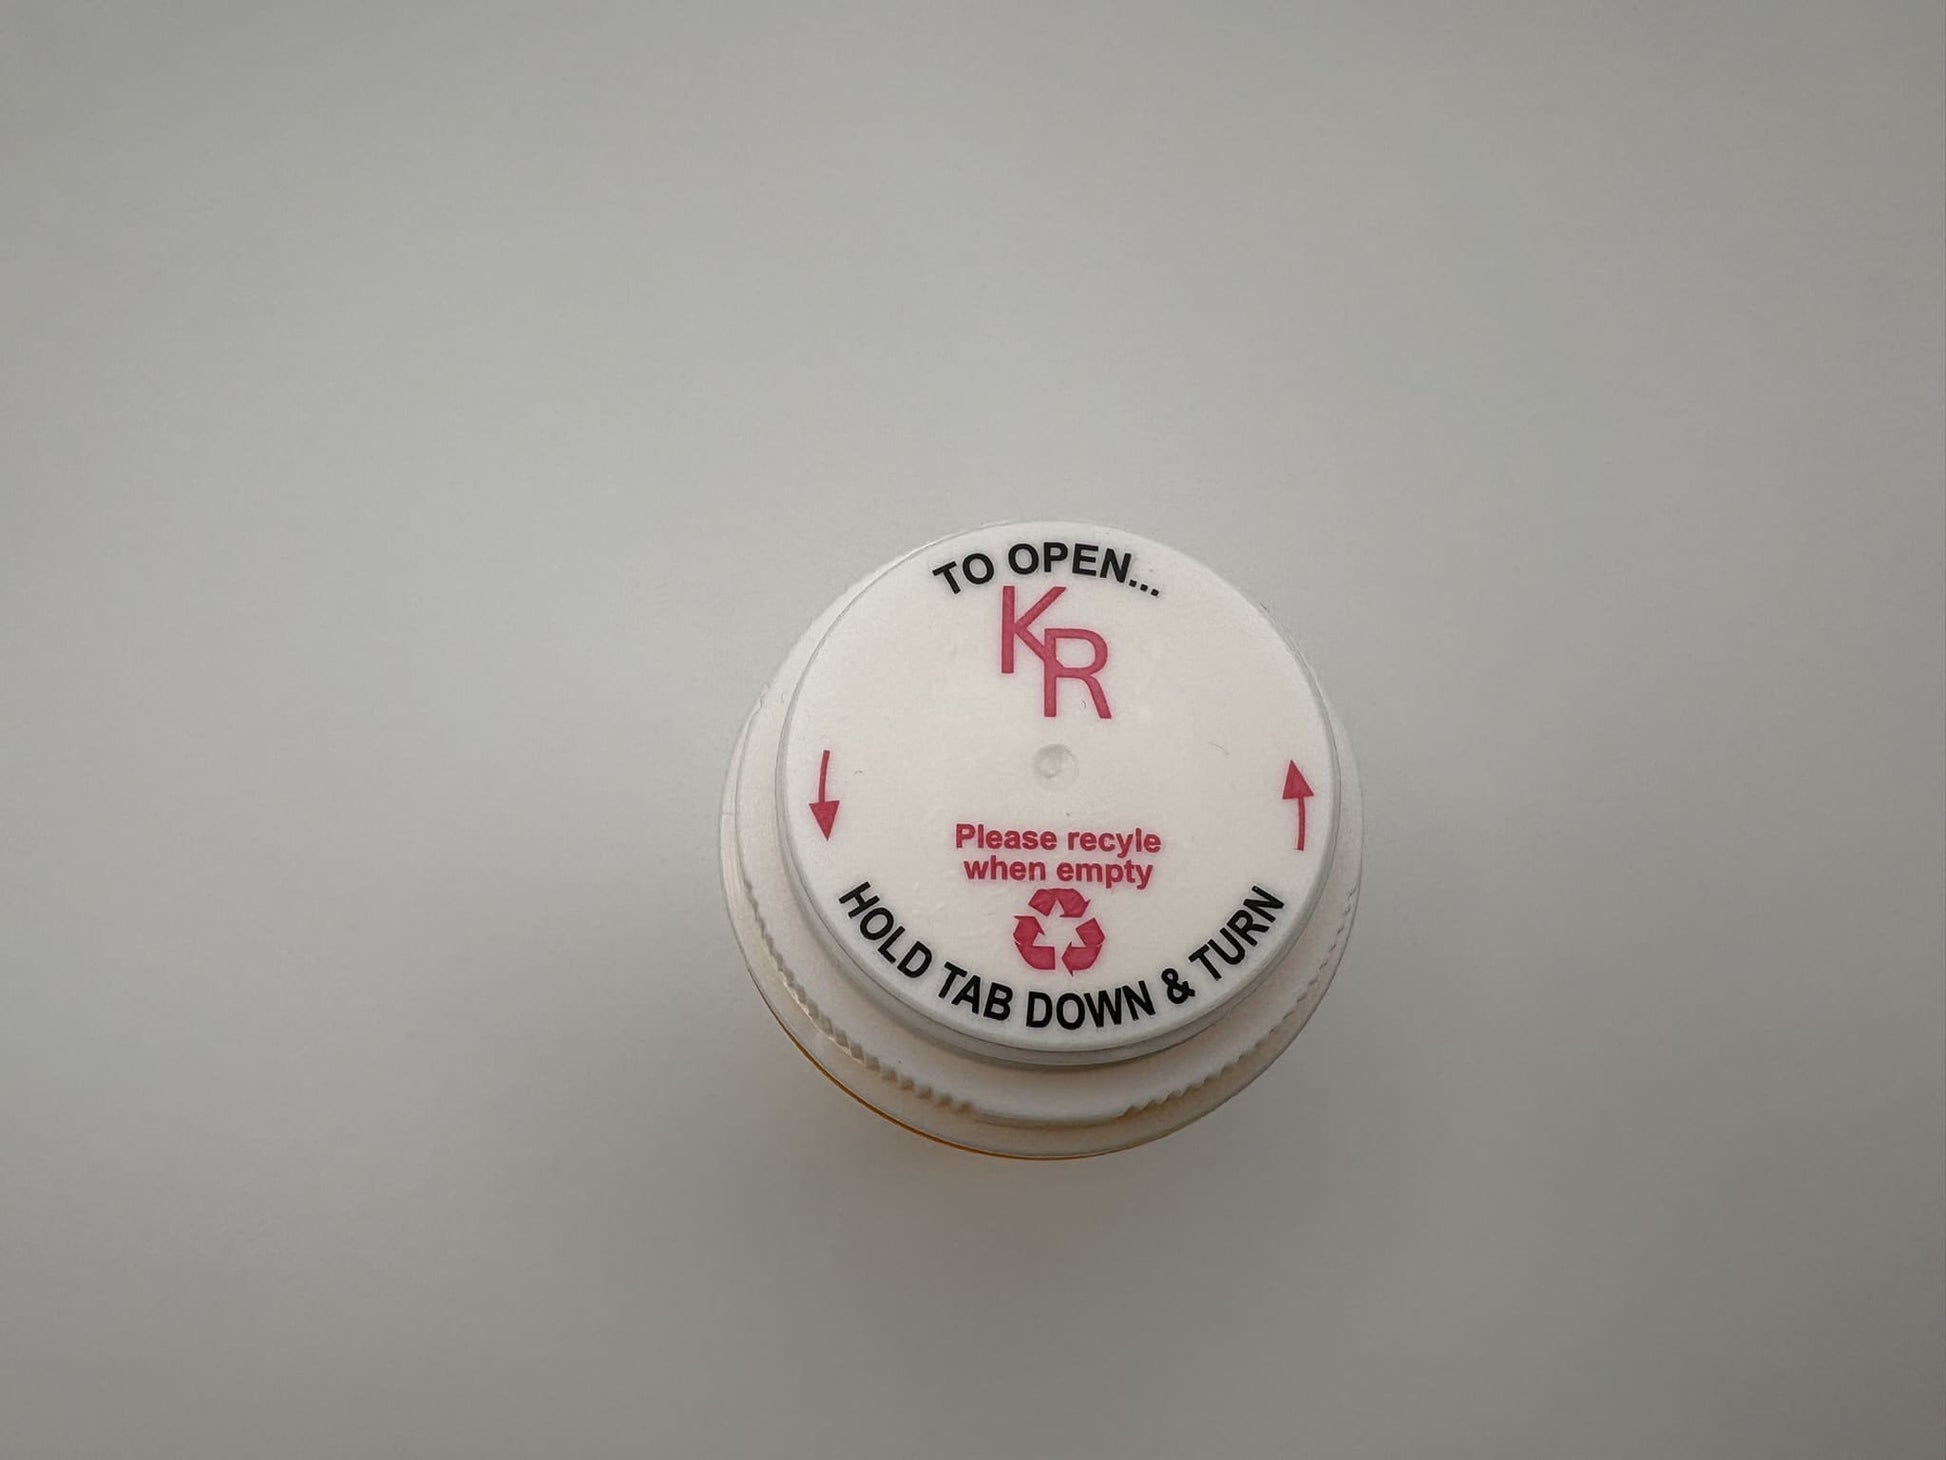 TO OPEN...
KR
Please recyle
when empty
HOLD TAB DOWN & TURN